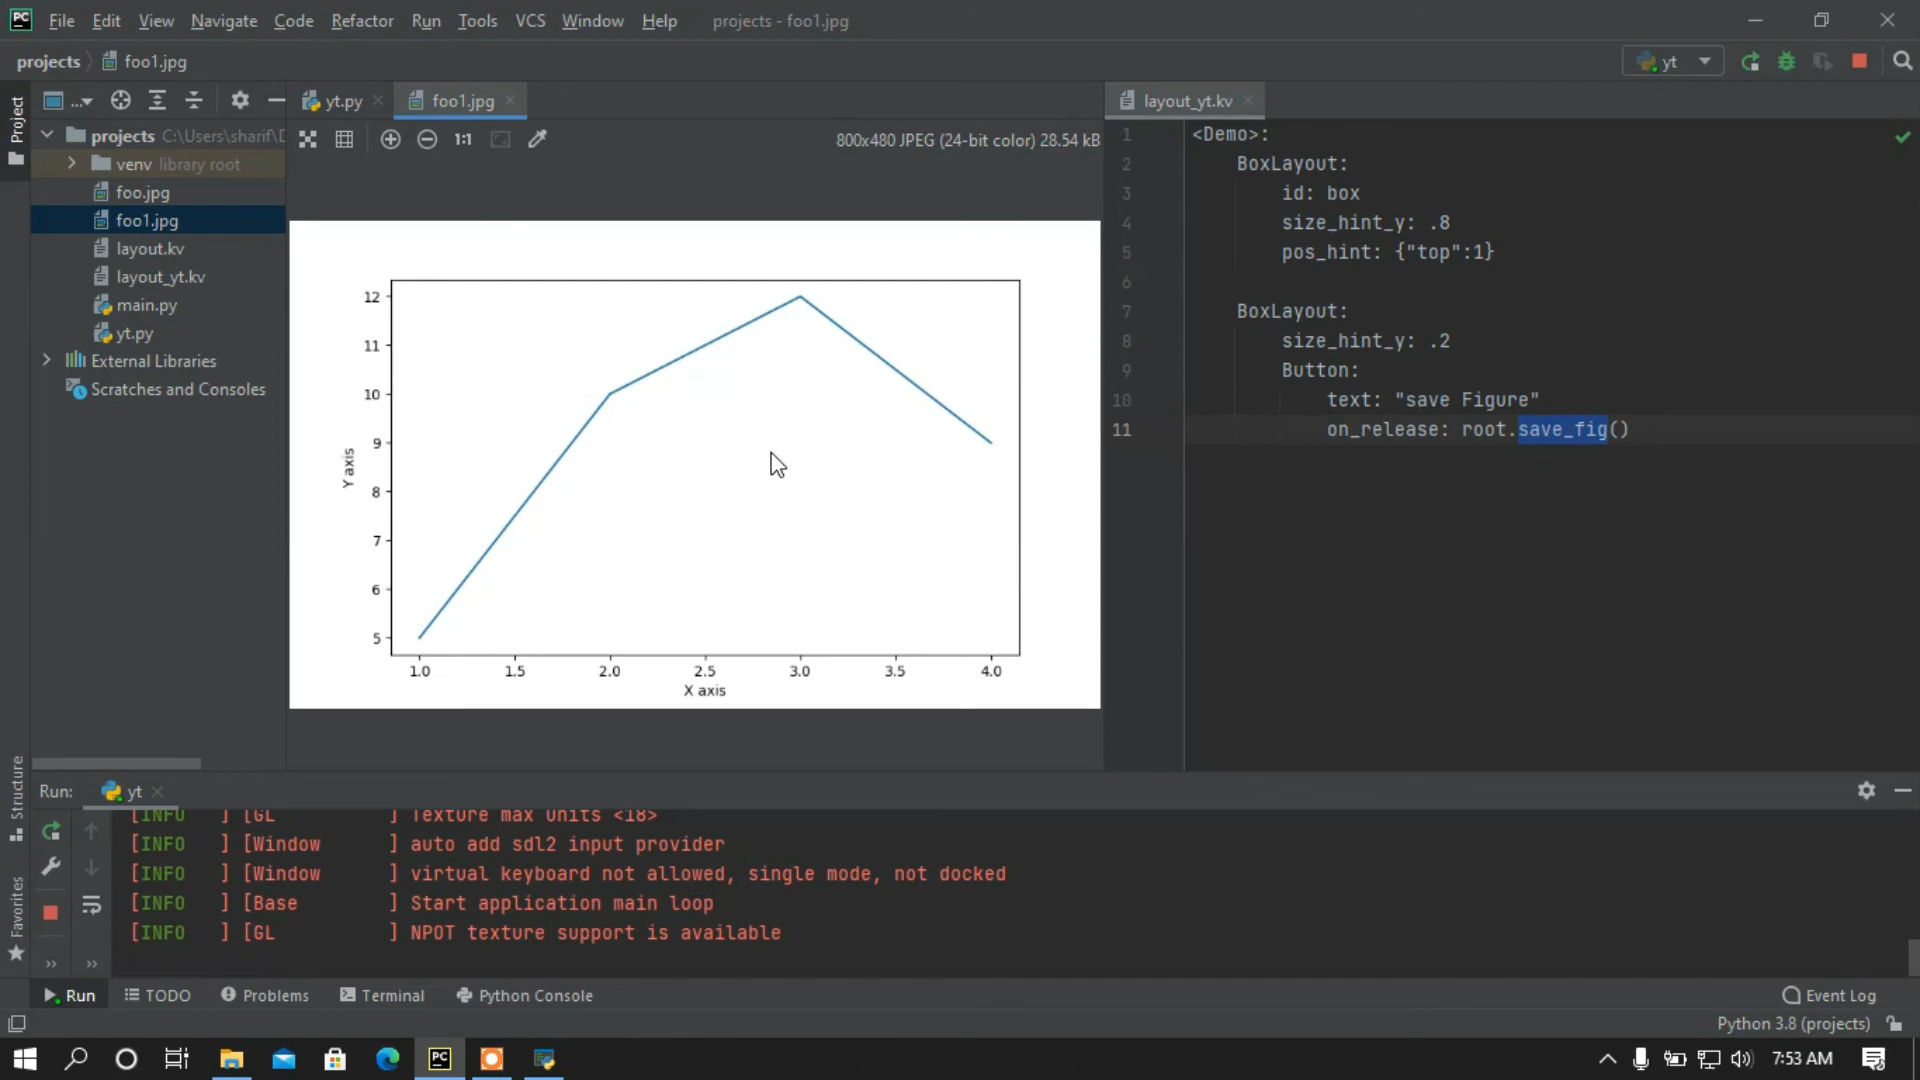 PC File Edit View Navigate Code Refactor Run Tools VCS Window Help projects - foo1.jpg
projects foo1.jpg yt
Project ... yt.py foo1.jpg layout_yt.kv
projects C:\Users\sharif\D
venv library root
foo.jpg
foo1.jpg
layout.kv
layout_yt.kv
main.py
yt.py
External Libraries
Scratches and Consoles
1:1 800x480 JPEG (24-bit color) 28.54 kB
12
11
10
9
8
7
6
5
Y axis
1.0 1.5 2.0 2.5 3.0 3.5 4.0
X axis
1 <Demo>:
2 BoxLayout:
3 id: box
4 size_hint_y: .8
5 pos_hint: {"top":1}
6
7 BoxLayout:
8 size_hint_y: .2
9 Button:
10 text: "save Figure"
11 on_release: root.save_fig()
Structure
Favorites
Run: yt
[INFO ] [GL ] Texture max units <18>
[INFO ] [Window ] auto add sdl2 input provider
[INFO ] [Window ] virtual keyboard not allowed, single mode, not docked
[INFO ] [Base ] Start application main loop
[INFO ] [GL ] NPOT texture support is available
Run TODO Problems Terminal Python Console Event Log
Python 3.8 (projects)
PC 7:53 AM